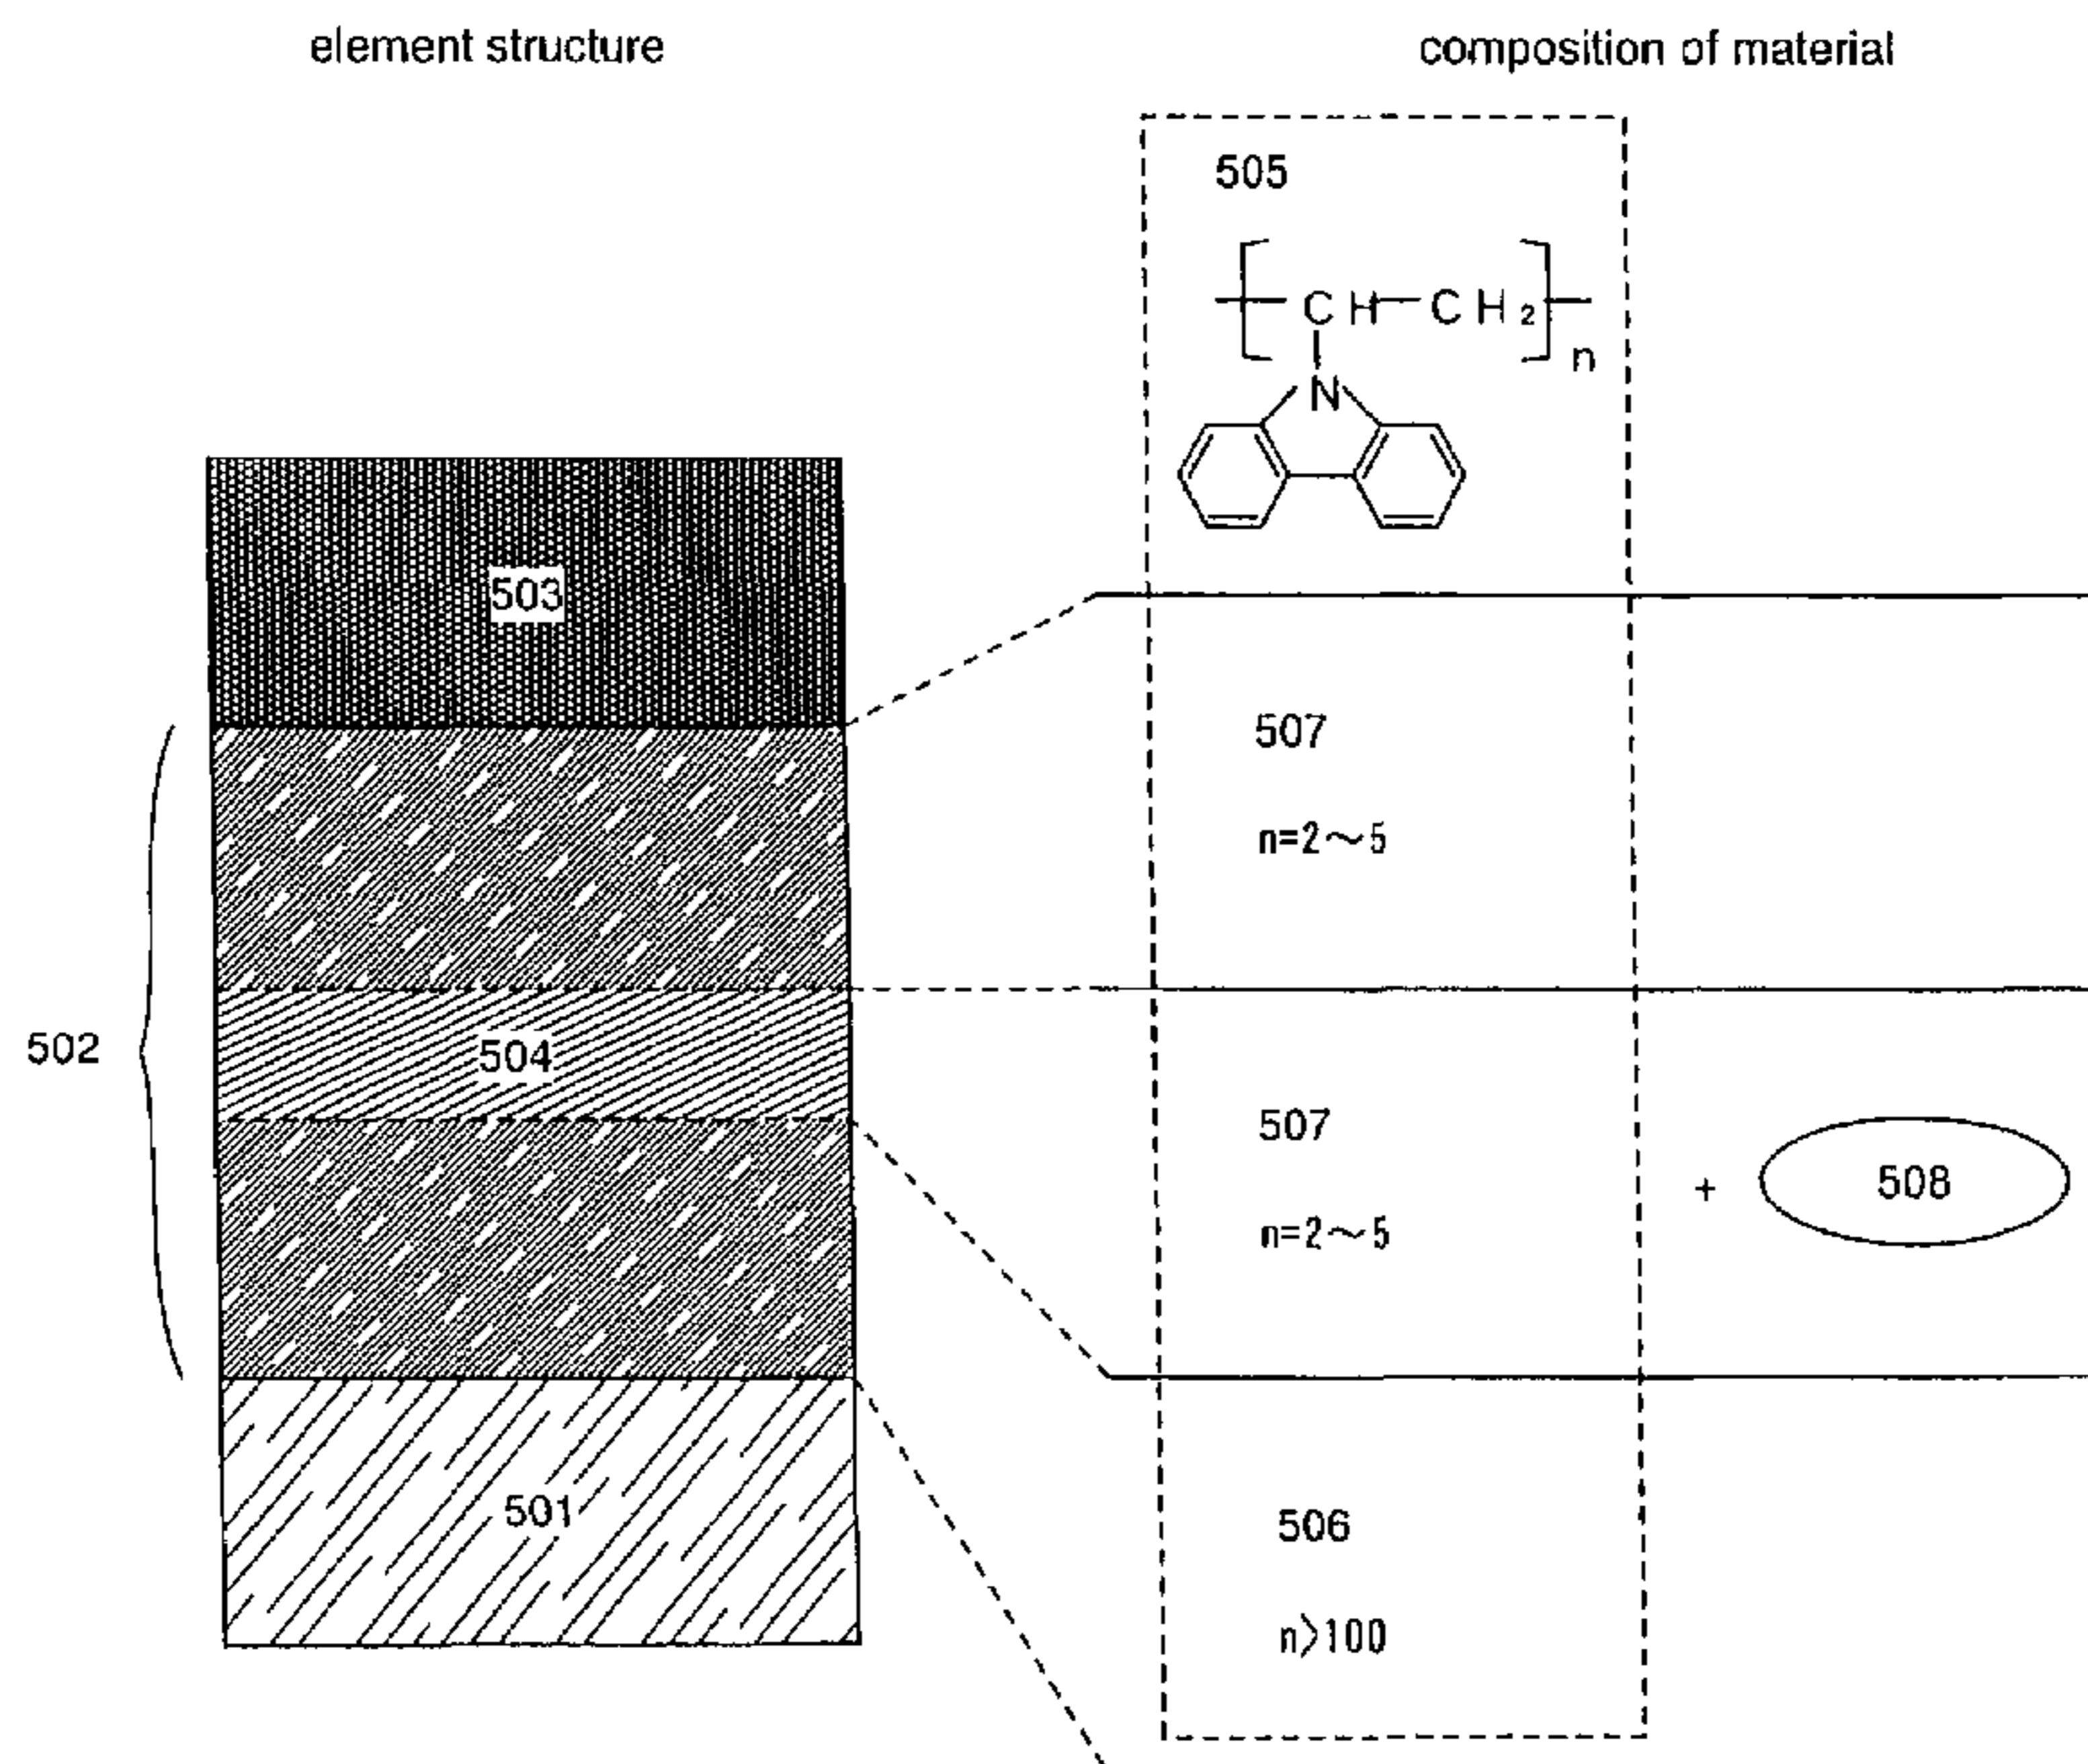 element structure
composition of material
505
CH—CH2
n
N
503
507
n=2～5
502
504
507
n=2～5
+
508
501
506
n>100